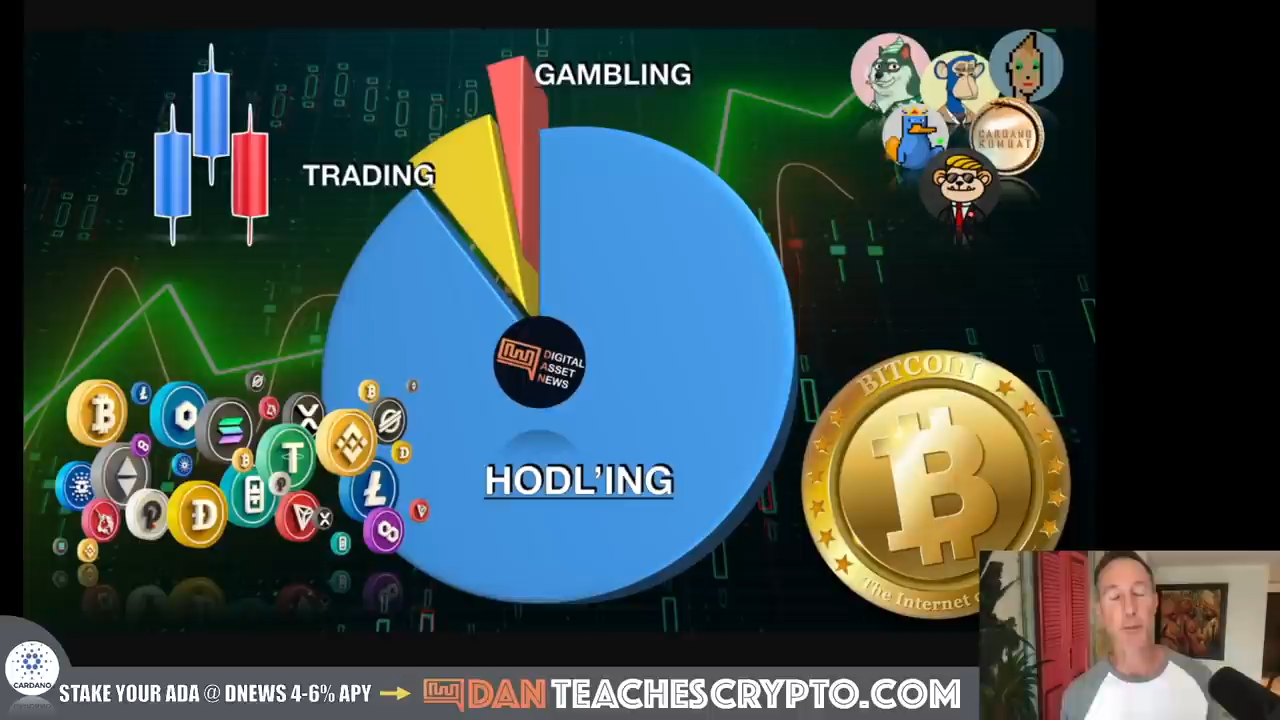 GAMBLING
TRADING
CARDANO
KOMBAT
DIGITAL
ASSET
NEWS
HODL'ING
BITCOIN
The Internet
CARDANO
STAKE YOUR ADA @ DNEWS 4-6% APY
DANTEACHESCRYPTO.COM